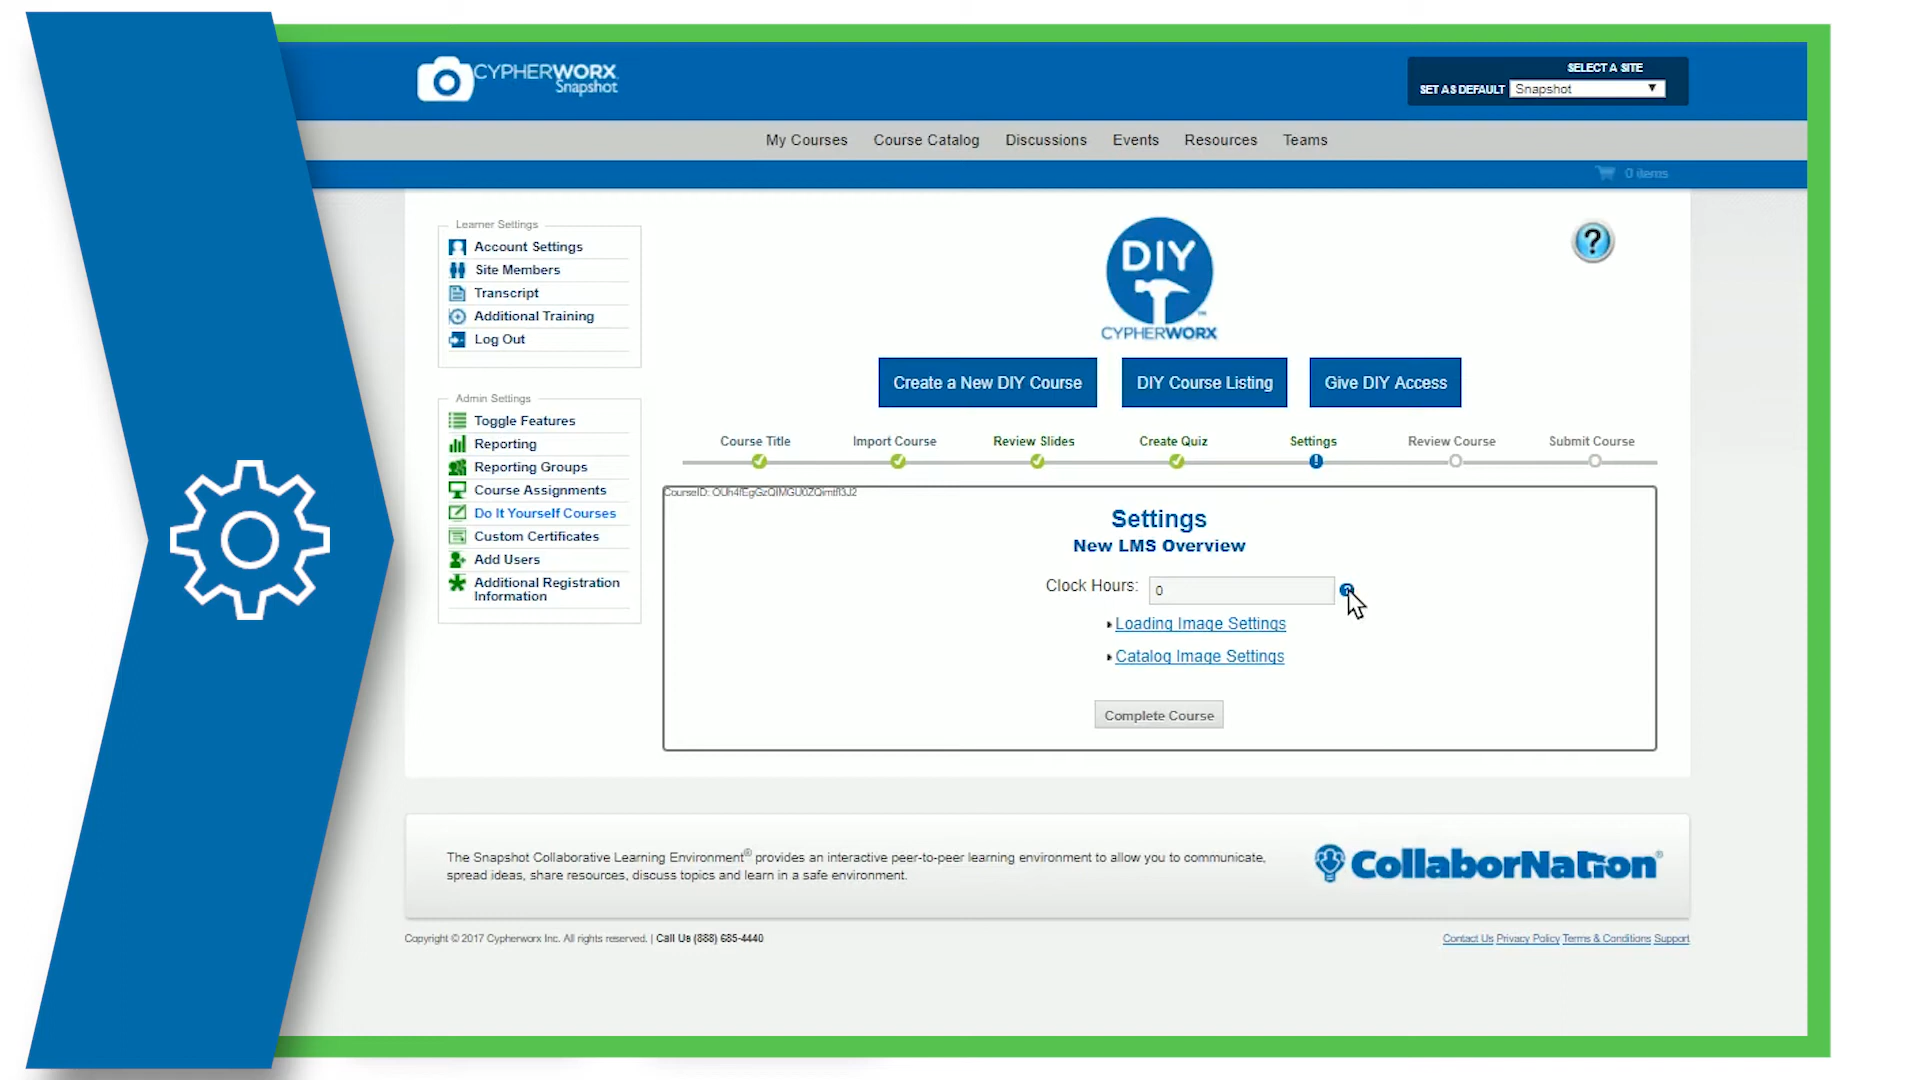 CYPHERWORX
Snapshot
SELECT A SITE
SET AS DEFAULT Snapshot
My Courses Course Catalog Discussions Events Resources Teams
0 items
Learner Settings
Account Settings
Site Members
Transcript
Additional Training
Log Out
Admin Settings
Toggle Features
Reporting
Reporting Groups
Course Assignments
Do It Yourself Courses
Custom Certificates
Add Users
Additional Registration
Information
DIY
CYPHERWORX
Create a New DIY Course DIY Course Listing Give DIY Access
Course Title Import Course Review Slides Create Quiz Settings Review Course Submit Course
CourseID:
Settings
New LMS Overview
Clock Hours: 0
Loading Image Settings
Catalog Image Settings
Complete Course
The Snapshot Collaborative Learning Environment® provides an interactive peer-to-peer learning environment to allow you to communicate,
spread ideas, share resources, discuss topics and learn in a safe environment.
CollaborNation®
Copyright © 2017 Cypherworx Inc. All rights reserved. | Call Us (888) 685-4440
Contact Us Privacy Policy Terms & Conditions Support